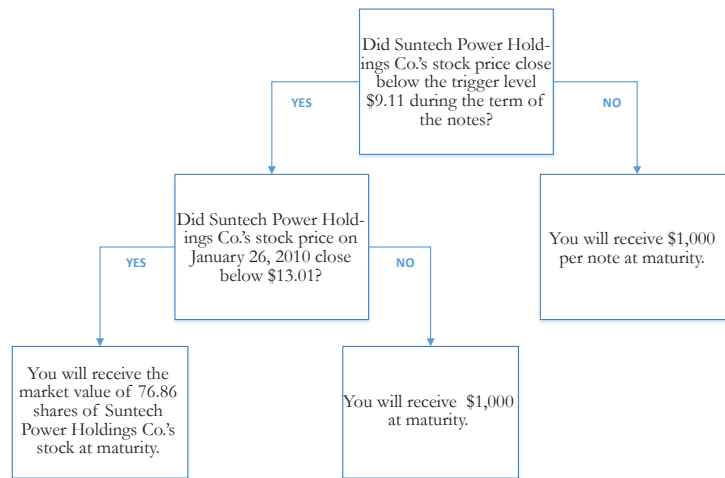 Did Suntech Power Hold-
ings Co.'s stock price close
below the trigger level
$9.11 during the term of
the notes?
YES
NO
Did Suntech Power Hold-
ings Co.'s stock price on
January 26, 2010 close
below $13.01?
You will receive $1,000
per note at maturity.
YES
NO
You will receive the
market value of 76.86
shares of Suntech
Power Holdings Co.'s
stock at maturity.
You will receive $1,000
at maturity.